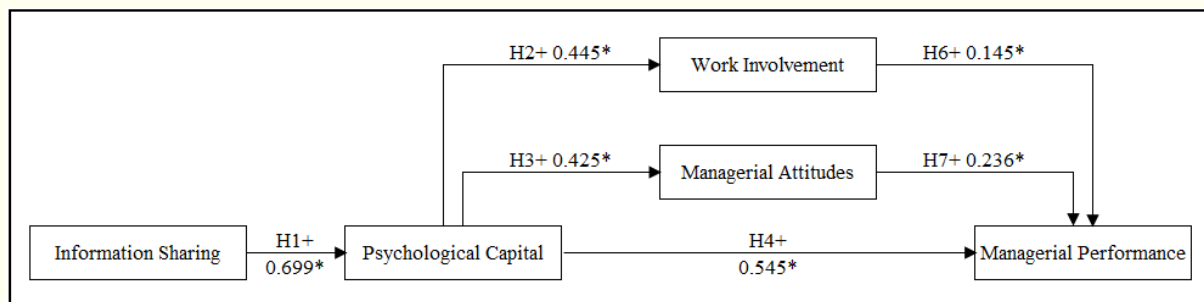 H2+ 0.445*
Work Involvement
H6+ 0.145*
H3+ 0.425*
Managerial Attitudes
H7+ 0.236*
Information Sharing
H1+
0.699*
Psychological Capital
H4+
0.545*
Managerial Performance